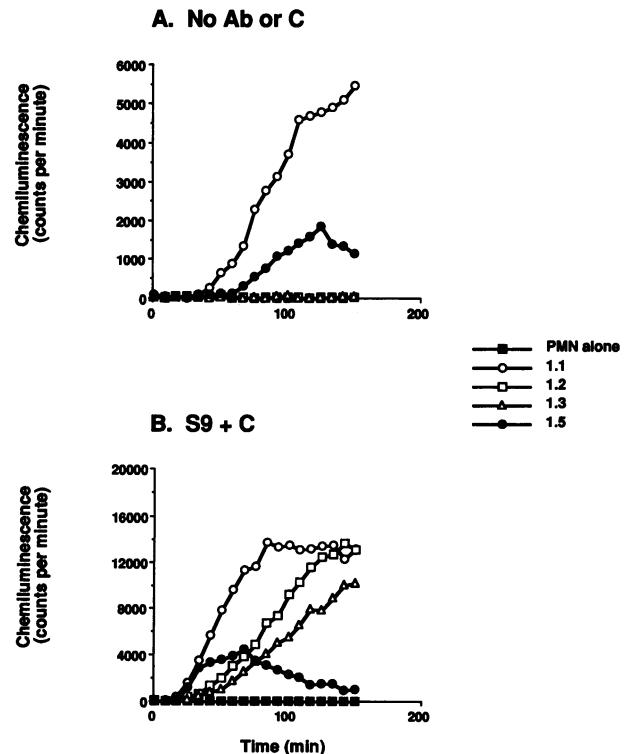 A. No Ab or C
Chemiluminescence
(counts per minute)
6000
5000
4000
3000
2000
1000
0
0
100
200
PMN alone
1.1
1.2
1.3
1.5
B. S9 + C
Chemiluminescence
(counts per minute)
20000
16000
12000
8000
4000
0
0
100
200
Time (min)